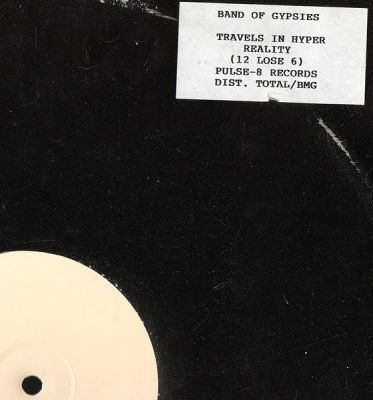 BAND OF GYPSIES
TRAVELS IN HYPER
REALITY
(12 LOSE 6)
PULSE-8 RECORDS
DIST. TOTAL/BMG